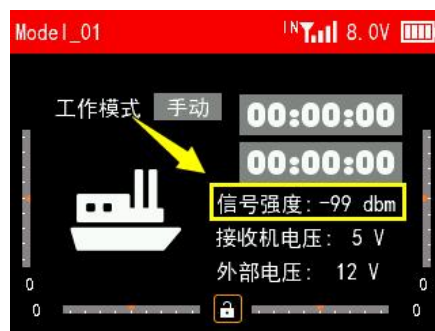 Model_01 IN 8.0V
工作模式 手动 00:00:00
00:00:00
信号强度: -99 dbm
接收机电压: 5 V
外部电压: 12 V
0 0
0 0